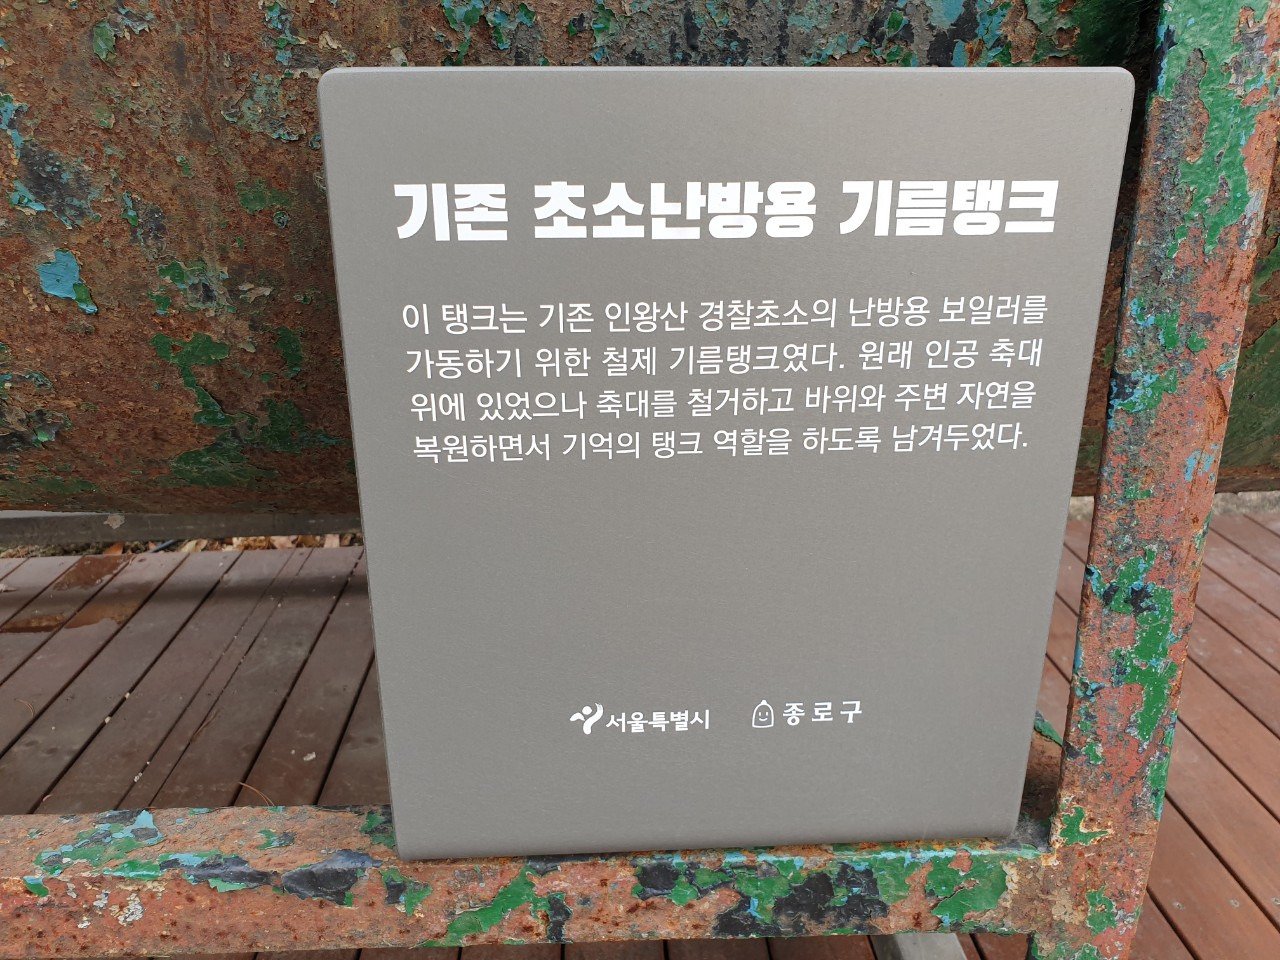 기존 초소난방용 기름탱크
이 탱크는 기존 인왕산 경찰초소의 난방용 보일러를
가동하기 위한 철제 기름탱크였다. 원래 인공 축대
위에 있었으나 축대를 철거하고 바위와 주변 자연을
복원하면서 기억의 탱크 역할을 하도록 남겨두었다.
서울특별시 종로구